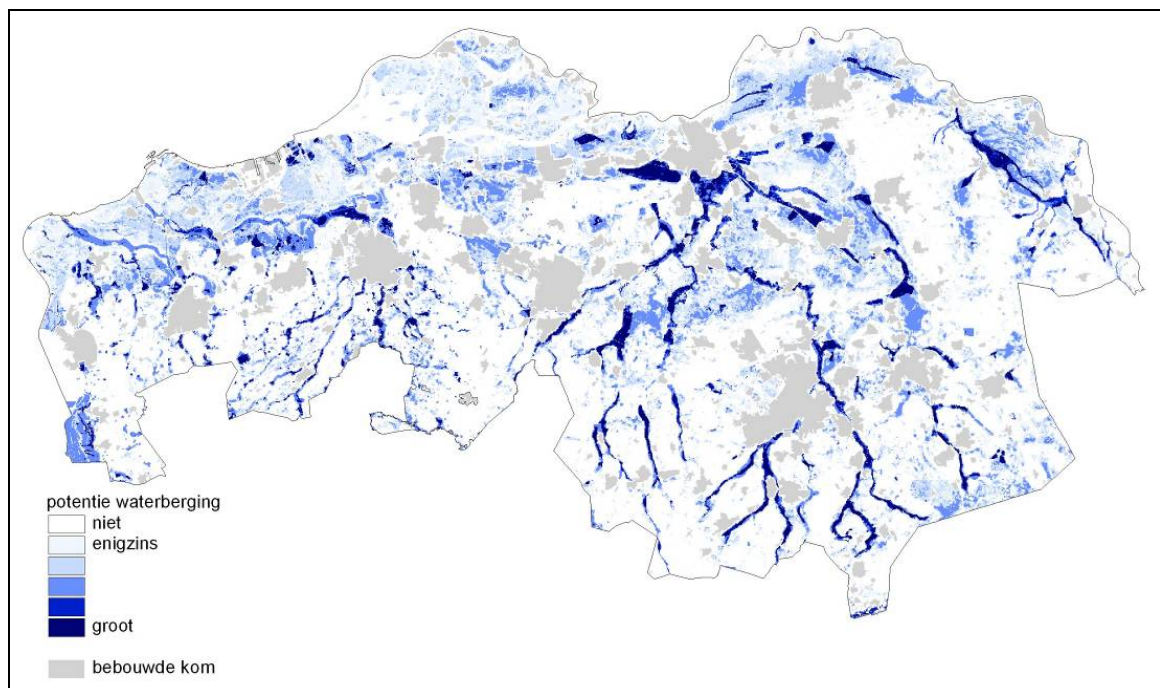 potentie waterberging
niet
enigzins
groot
bebouwde kom